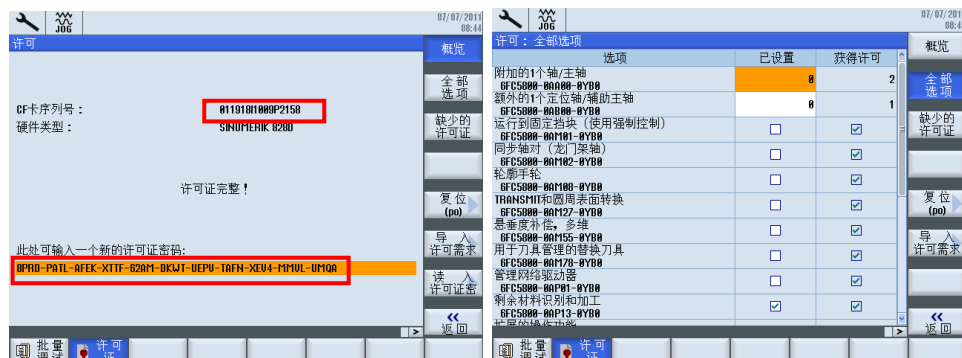 JOG
07/07/2011
08:44
许可
概览
全部
选项
CF卡序列号：
011918I1009P2158
缺少的
许可证
硬件类型：
SINUMERIK 828D
许可证完整！
复位
(po)
导 入
许可需求
此处可输入一个新的许可证密码:
8PRD-PATL-AFEK-XTTF-62AM-DKWT-UEPU-TAFN-XEV4-MMUL-UMQA
读 入
许可证密
«
返回
批量
调试
许可
证
JOG
07/07/201
08:4
许可：全部选项
选项
已设置
获得许可
概览
附加的1个轴/主轴
6FC5800-0AA00-0YB0
0
2
全部
选项
额外的1个定位轴/辅助主轴
6FC5800-0AB00-0YB0
0
1
缺少的
许可证
运行到固定挡块（使用强制控制）
6FC5800-0AM01-0YB0
同步轴对（龙门架轴）
6FC5800-0AM02-0YB0
轮廓手轮
6FC5800-0AM08-0YB0
TRANSMIT和圆周表面转换
6FC5800-0AM27-0YB0
复位
(po)
悬垂度补偿，多维
6FC5800-0AM55-0YB0
导 入
许可需求
用于刀具管理的替换刀具
6FC5800-0AM78-0YB0
管理网络驱动器
6FC5800-0AP01-0YB0
剩余材料识别和加工
6FC5800-0AP13-0YB0
扩展的操作功能
«
返回
批量
调试
许可
证